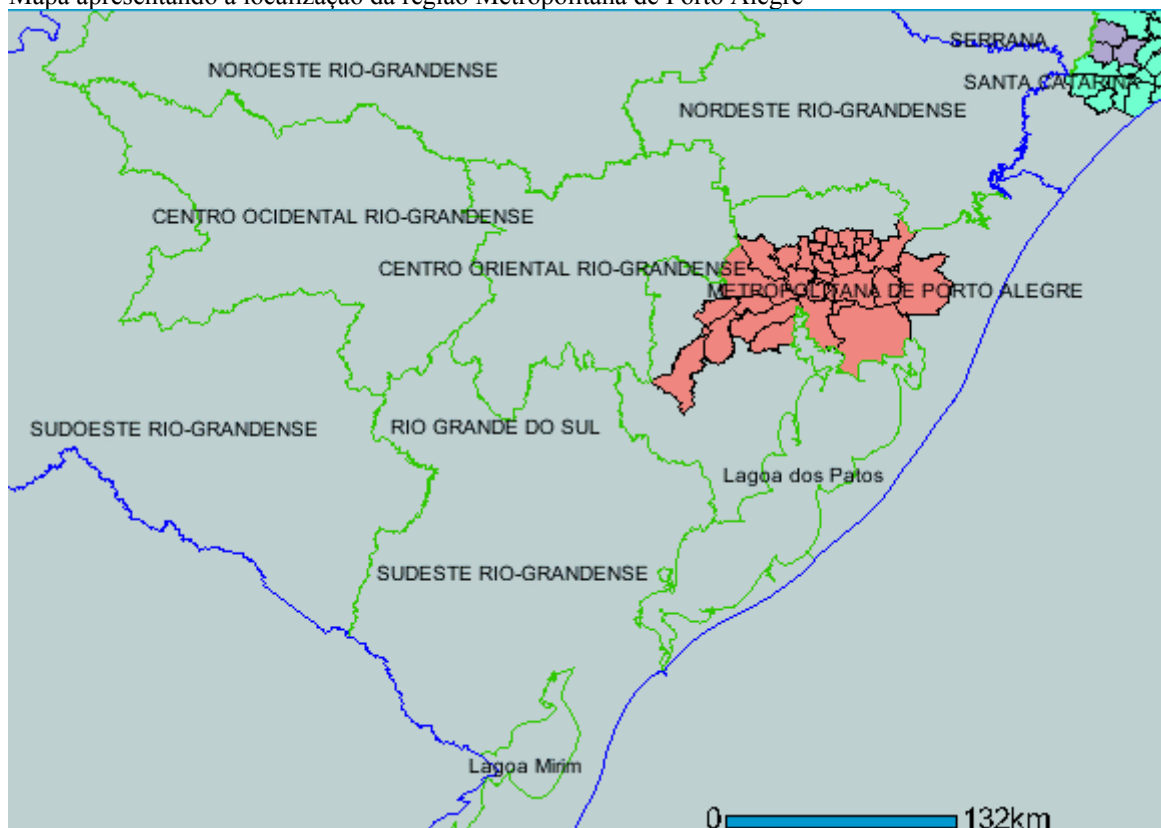 Mapa apresentando a localização da região Metropolitana de Porto Alegre
SERRANA
NOROESTE RIO-GRANDENSE
SANTA CATARINA
NORDESTE RIO-GRANDENSE
CENTRO OCIDENTAL RIO-GRANDENSE
CENTRO ORIENTAL RIO-GRANDENSE
METROPOLITANA DE PORTO ALEGRE
SUDOESTE RIO-GRANDENSE
RIO GRANDE DO SUL
Lagoa dos Patos
SUDESTE RIO-GRANDENSE
Lagoa Mirim
0 132km